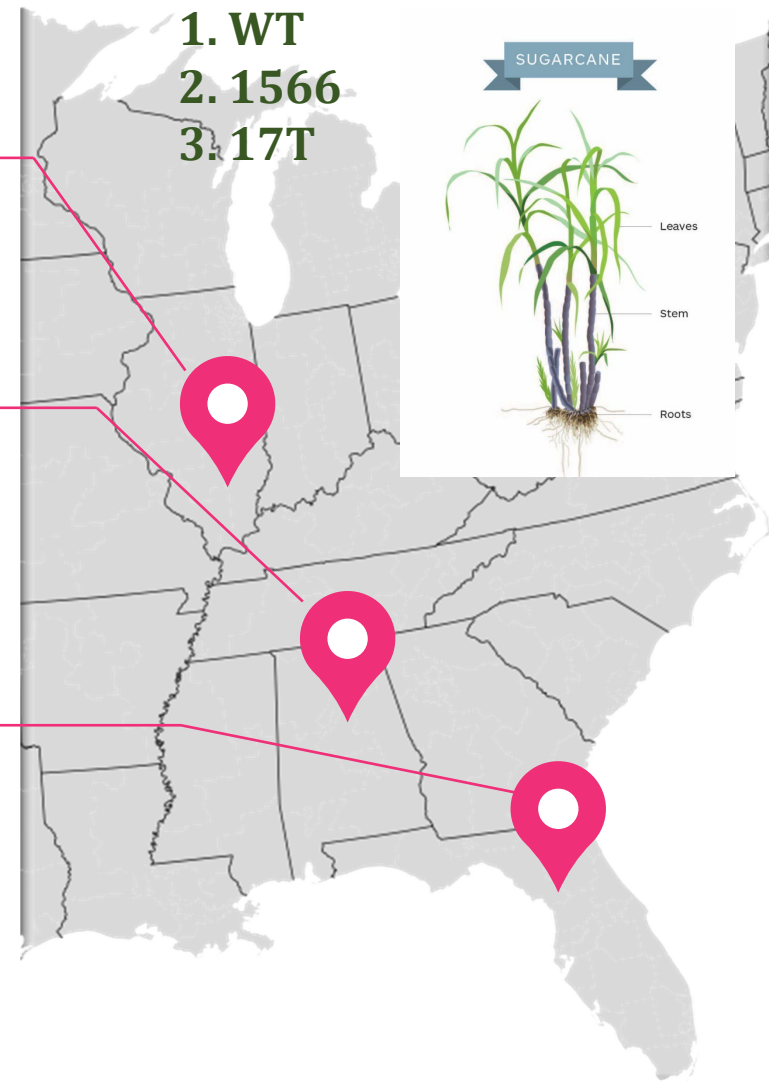 1. WT
2. 1566
3. 17T
SUGARCANE
Leaves
Stem
Roots